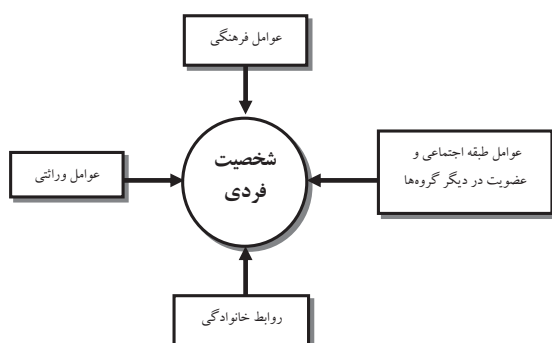 عوامل فرهنگی
عوامل طبقه اجتماعی و
عضویت در دیگر گروه‌ها
شخصیت
فردی
عوامل وراثتی
روابط خانوادگی